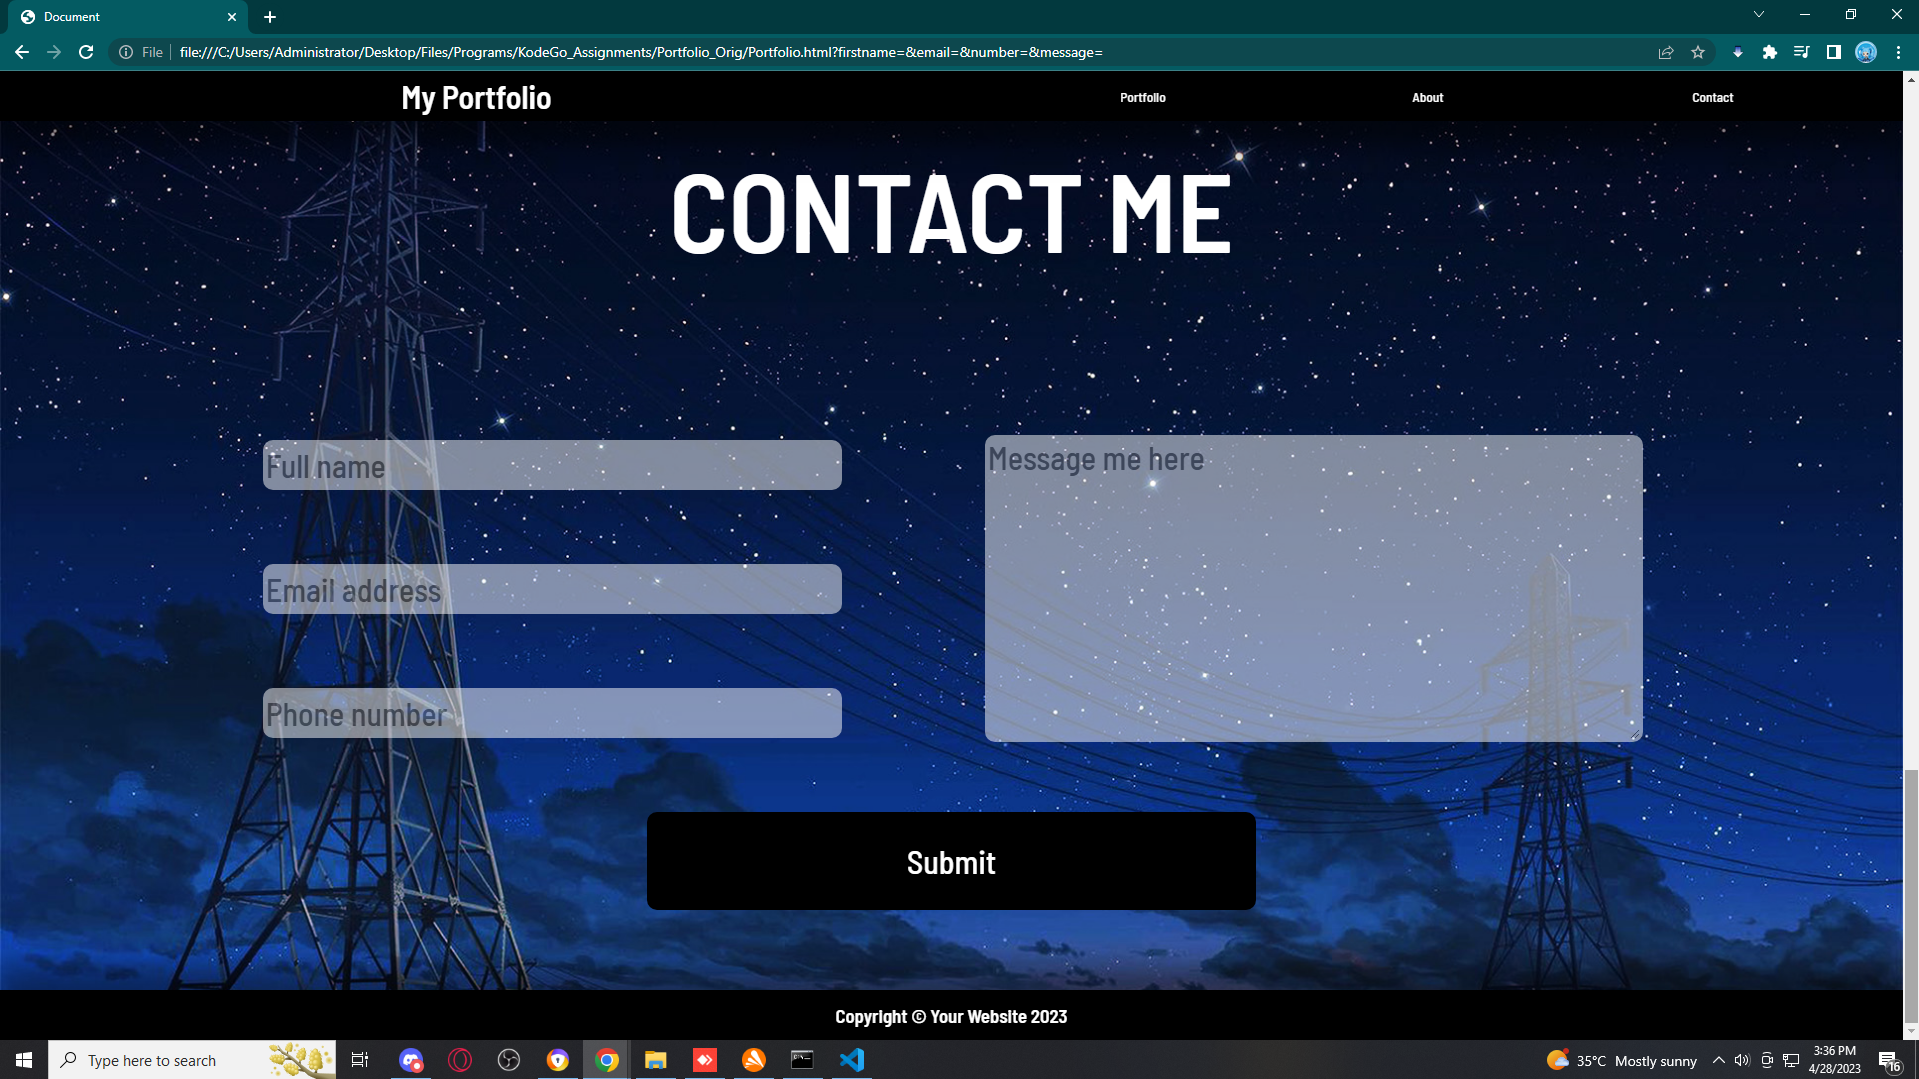 Document
File
file:///C:/Users/Administrator/Desktop/Files/Programs/KodeGo_Assignments/Portfolio_Orig/Portfolio.html?firstname=&email=&number=&message=
My Portfolio
Portfolio
About
Contact
CONTACT ME
Full name
Message me here
Email address
Phone number
Submit
Copyright © Your Website 2023
Type here to search
35°C Mostly sunny
3:36 PM
4/28/2023
16